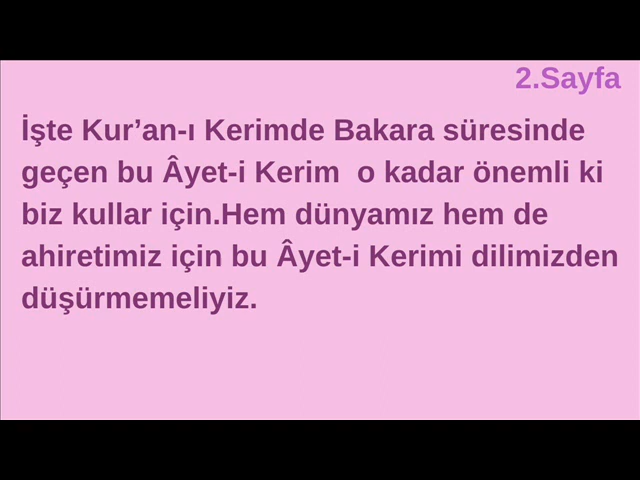 2.Sayfa
İşte Kur’an-ı Kerimde Bakara süresinde
geçen bu Âyet-i Kerim  o kadar önemli ki
biz kullar için.Hem dünyamız hem de
ahiretimiz için bu Âyet-i Kerimi dilimizden
düşürmemeliyiz.